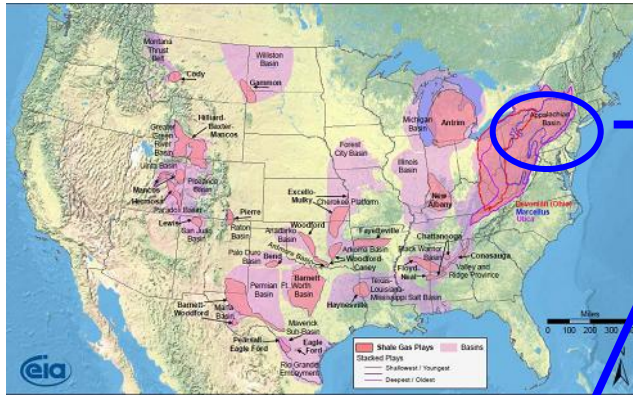 Montana
Thrust
Belt
Cody
Williston
Basin
Gammon
Hilliard-
Baxter-
Mancos
Greater
Green
River
Basin
Uinta Basin
Piceance
Basin
Mancos
Hermosa
Paradox Basin
Lewis
San Juan
Basin
Pierre
Raton
Basin
Palo Duro
Basin
Anadarko
Basin
Bend
Ardmore Basin
Excello-
Mulky
Cherokee Platform
Woodford
Forest
City Basin
Michigan
Basin
Antrim
Illinois
Basin
New
Albany
Appalachian
Basin
Devonian (Ohio)
Marcellus
Utica
Fayetteville
Arkoma Basin
Woodford-
Caney
Chattanooga
Black Warrior
Basin
Floyd-
Neal
Conasauga
Valley and
Ridge Province
Permian
Basin
Ft. Worth
Basin
Barnett
Barnett-
Woodford
Marfa
Basin
Haynesville
Texas-
Louisiana-
Mississippi Salt Basin
Maverick
Sub-Basin
Pearsall
Eagle Ford
Eagle
Ford
Rio Grande
Embayment
Shale Gas Plays
Basins
Stacked Plays
Shallowest / Youngest
Deepest / Oldest
Miles
0 100 200 300
N
eia